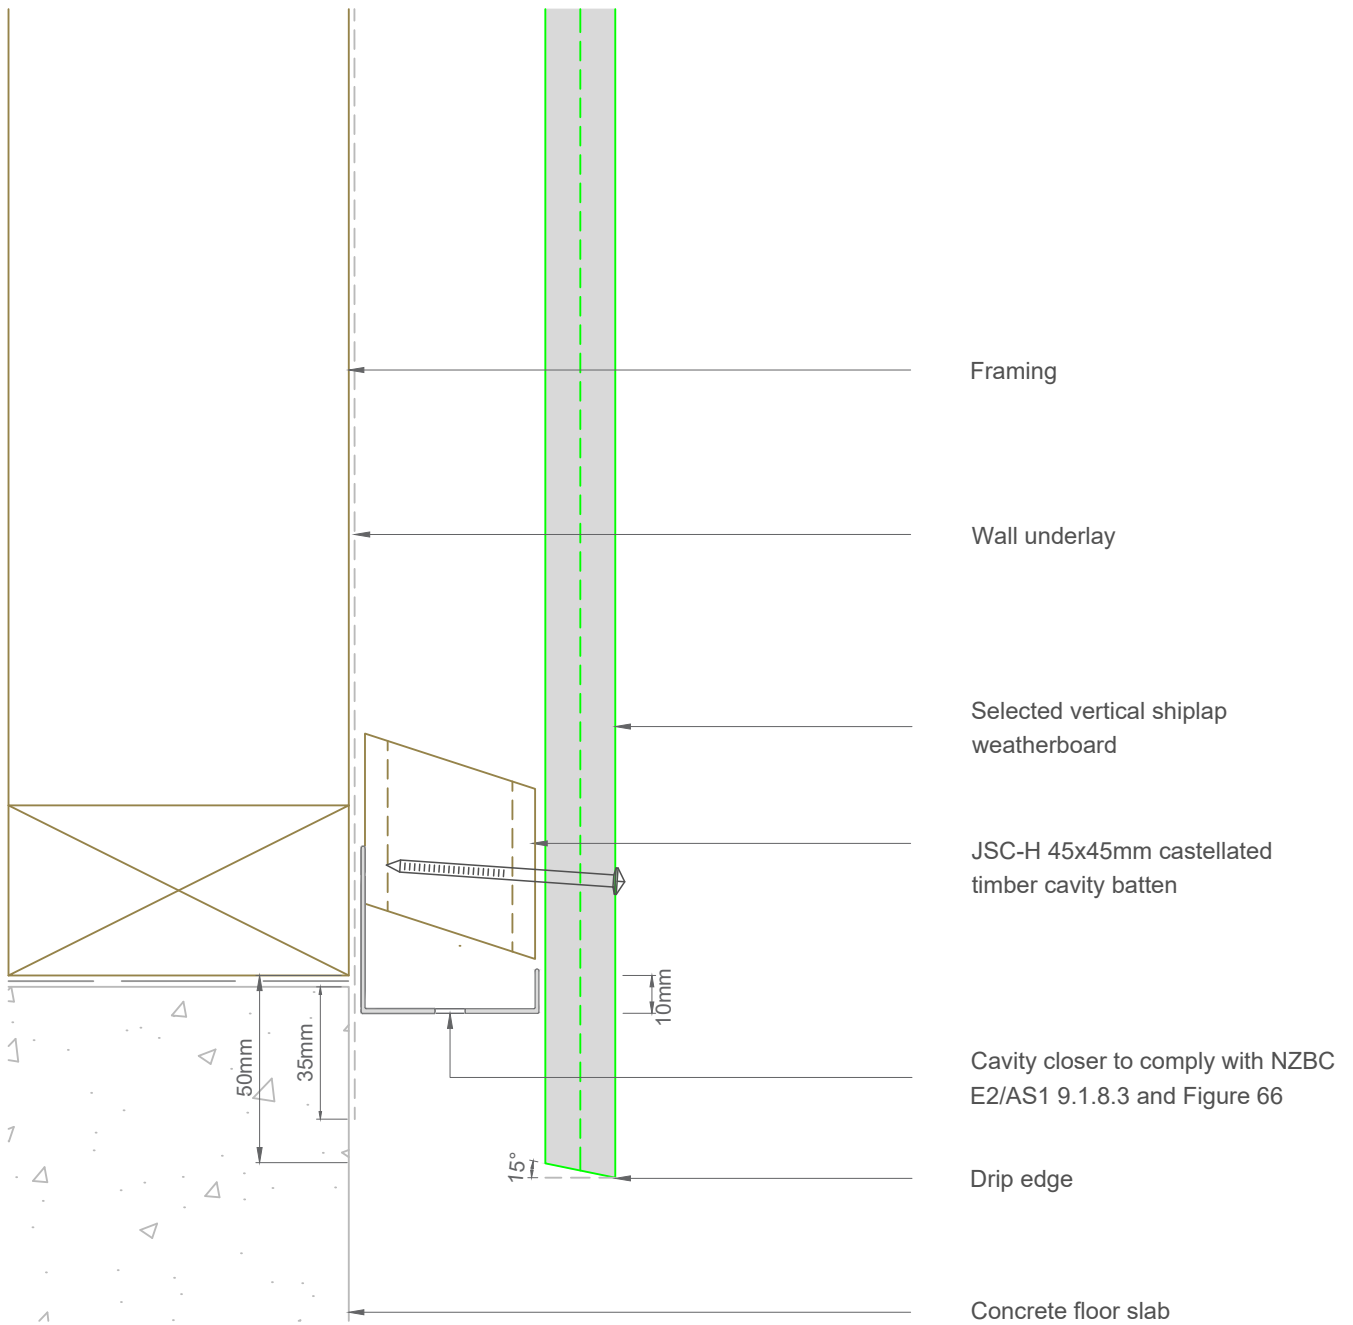 Framing
Wall underlay
Selected vertical shiplap
weatherboard
JSC-H 45x45mm castellated
timber cavity batten
10mm
35mm
50mm
Cavity closer to comply with NZBC
E2/AS1 9.1.8.3 and Figure 66
15°
Drip edge
Concrete floor slab